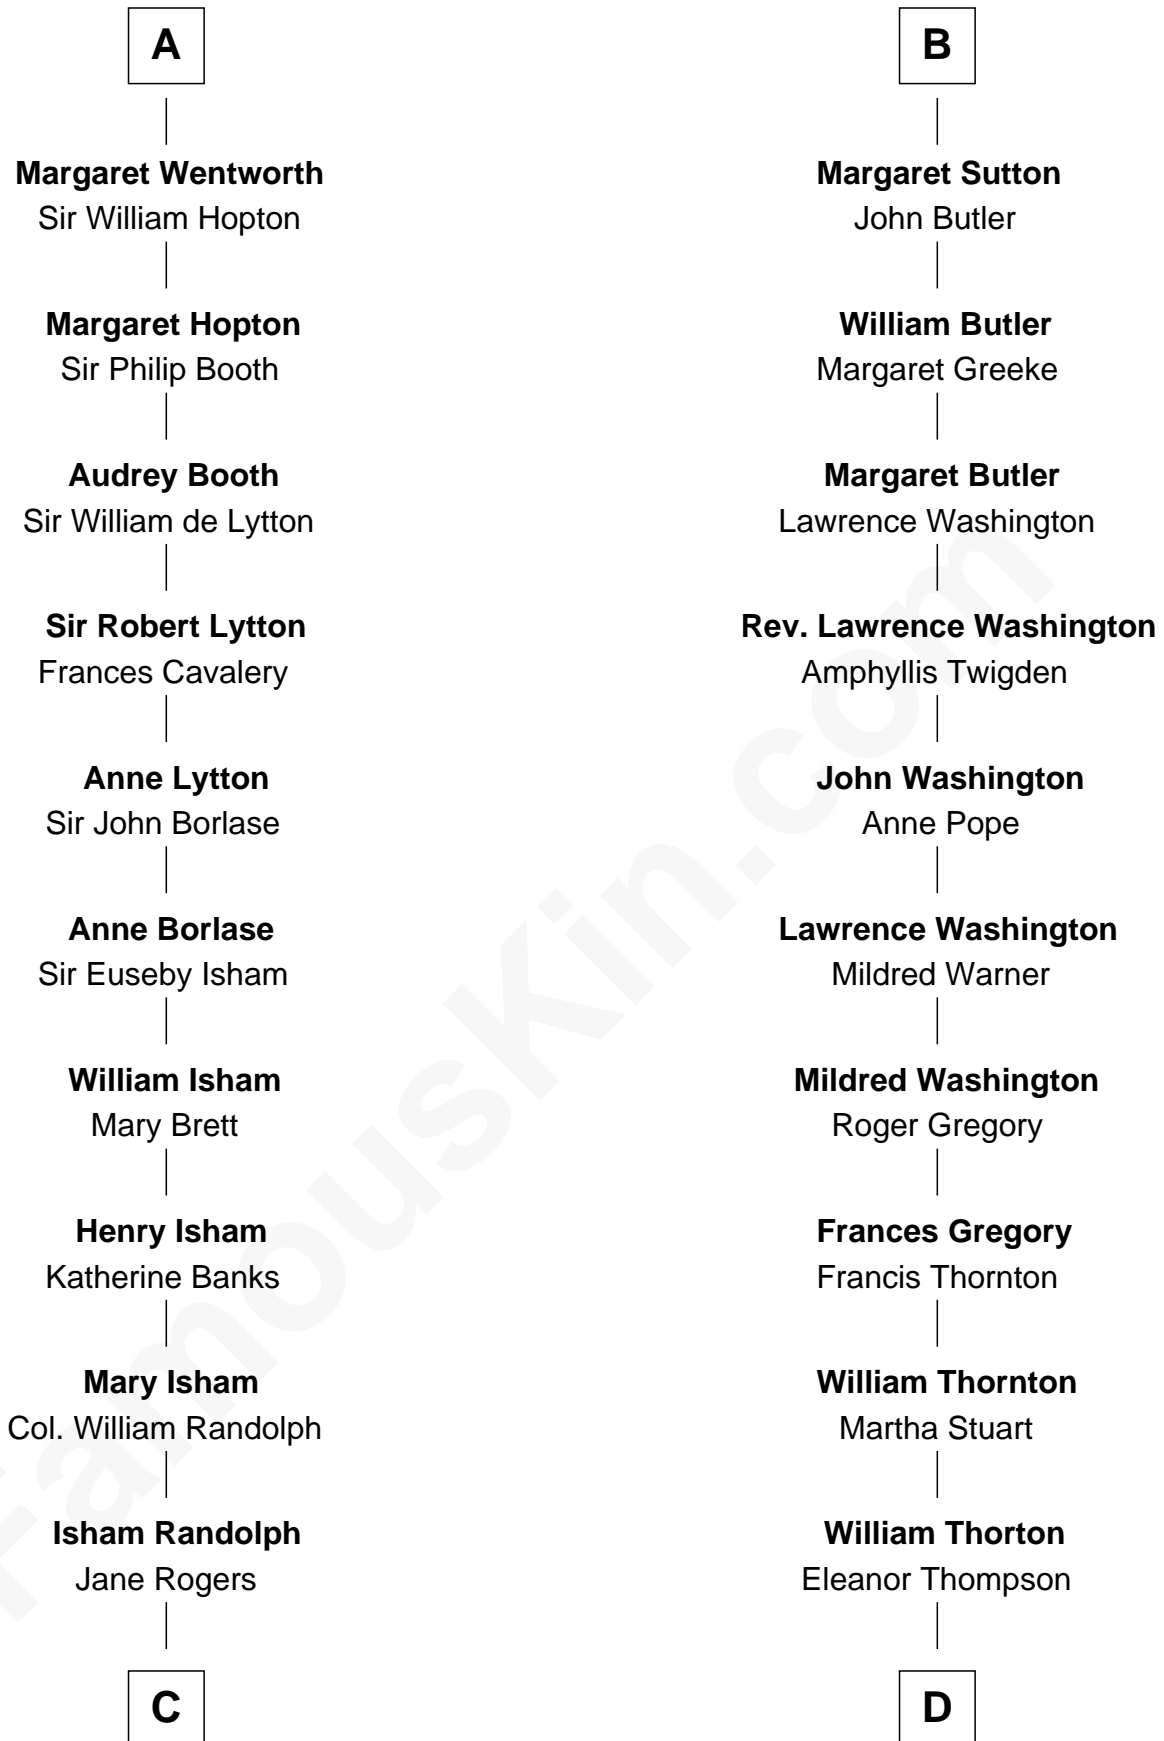 A
Margaret Wentworth
Sir William Hopton
Margaret Hopton
Sir Philip Booth
Audrey Booth
Sir William de Lytton
Sir Robert Lytton
Frances Cavalery
Anne Lytton
Sir John Borlase
Anne Borlase
Sir Euseby Isham
William Isham
Mary Brett
Henry Isham
Katherine Banks
Mary Isham
Col. William Randolph
Isham Randolph
Jane Rogers
C
B
Margaret Sutton
John Butler
William Butler
Margaret Greeke
Margaret Butler
Lawrence Washington
Rev. Lawrence Washington
Amphyllis Twigden
John Washington
Anne Pope
Lawrence Washington
Mildred Warner
Mildred Washington
Roger Gregory
Frances Gregory
Francis Thornton
William Thornton
Martha Stuart
William Thorton
Eleanor Thompson
D
FamousKin.com